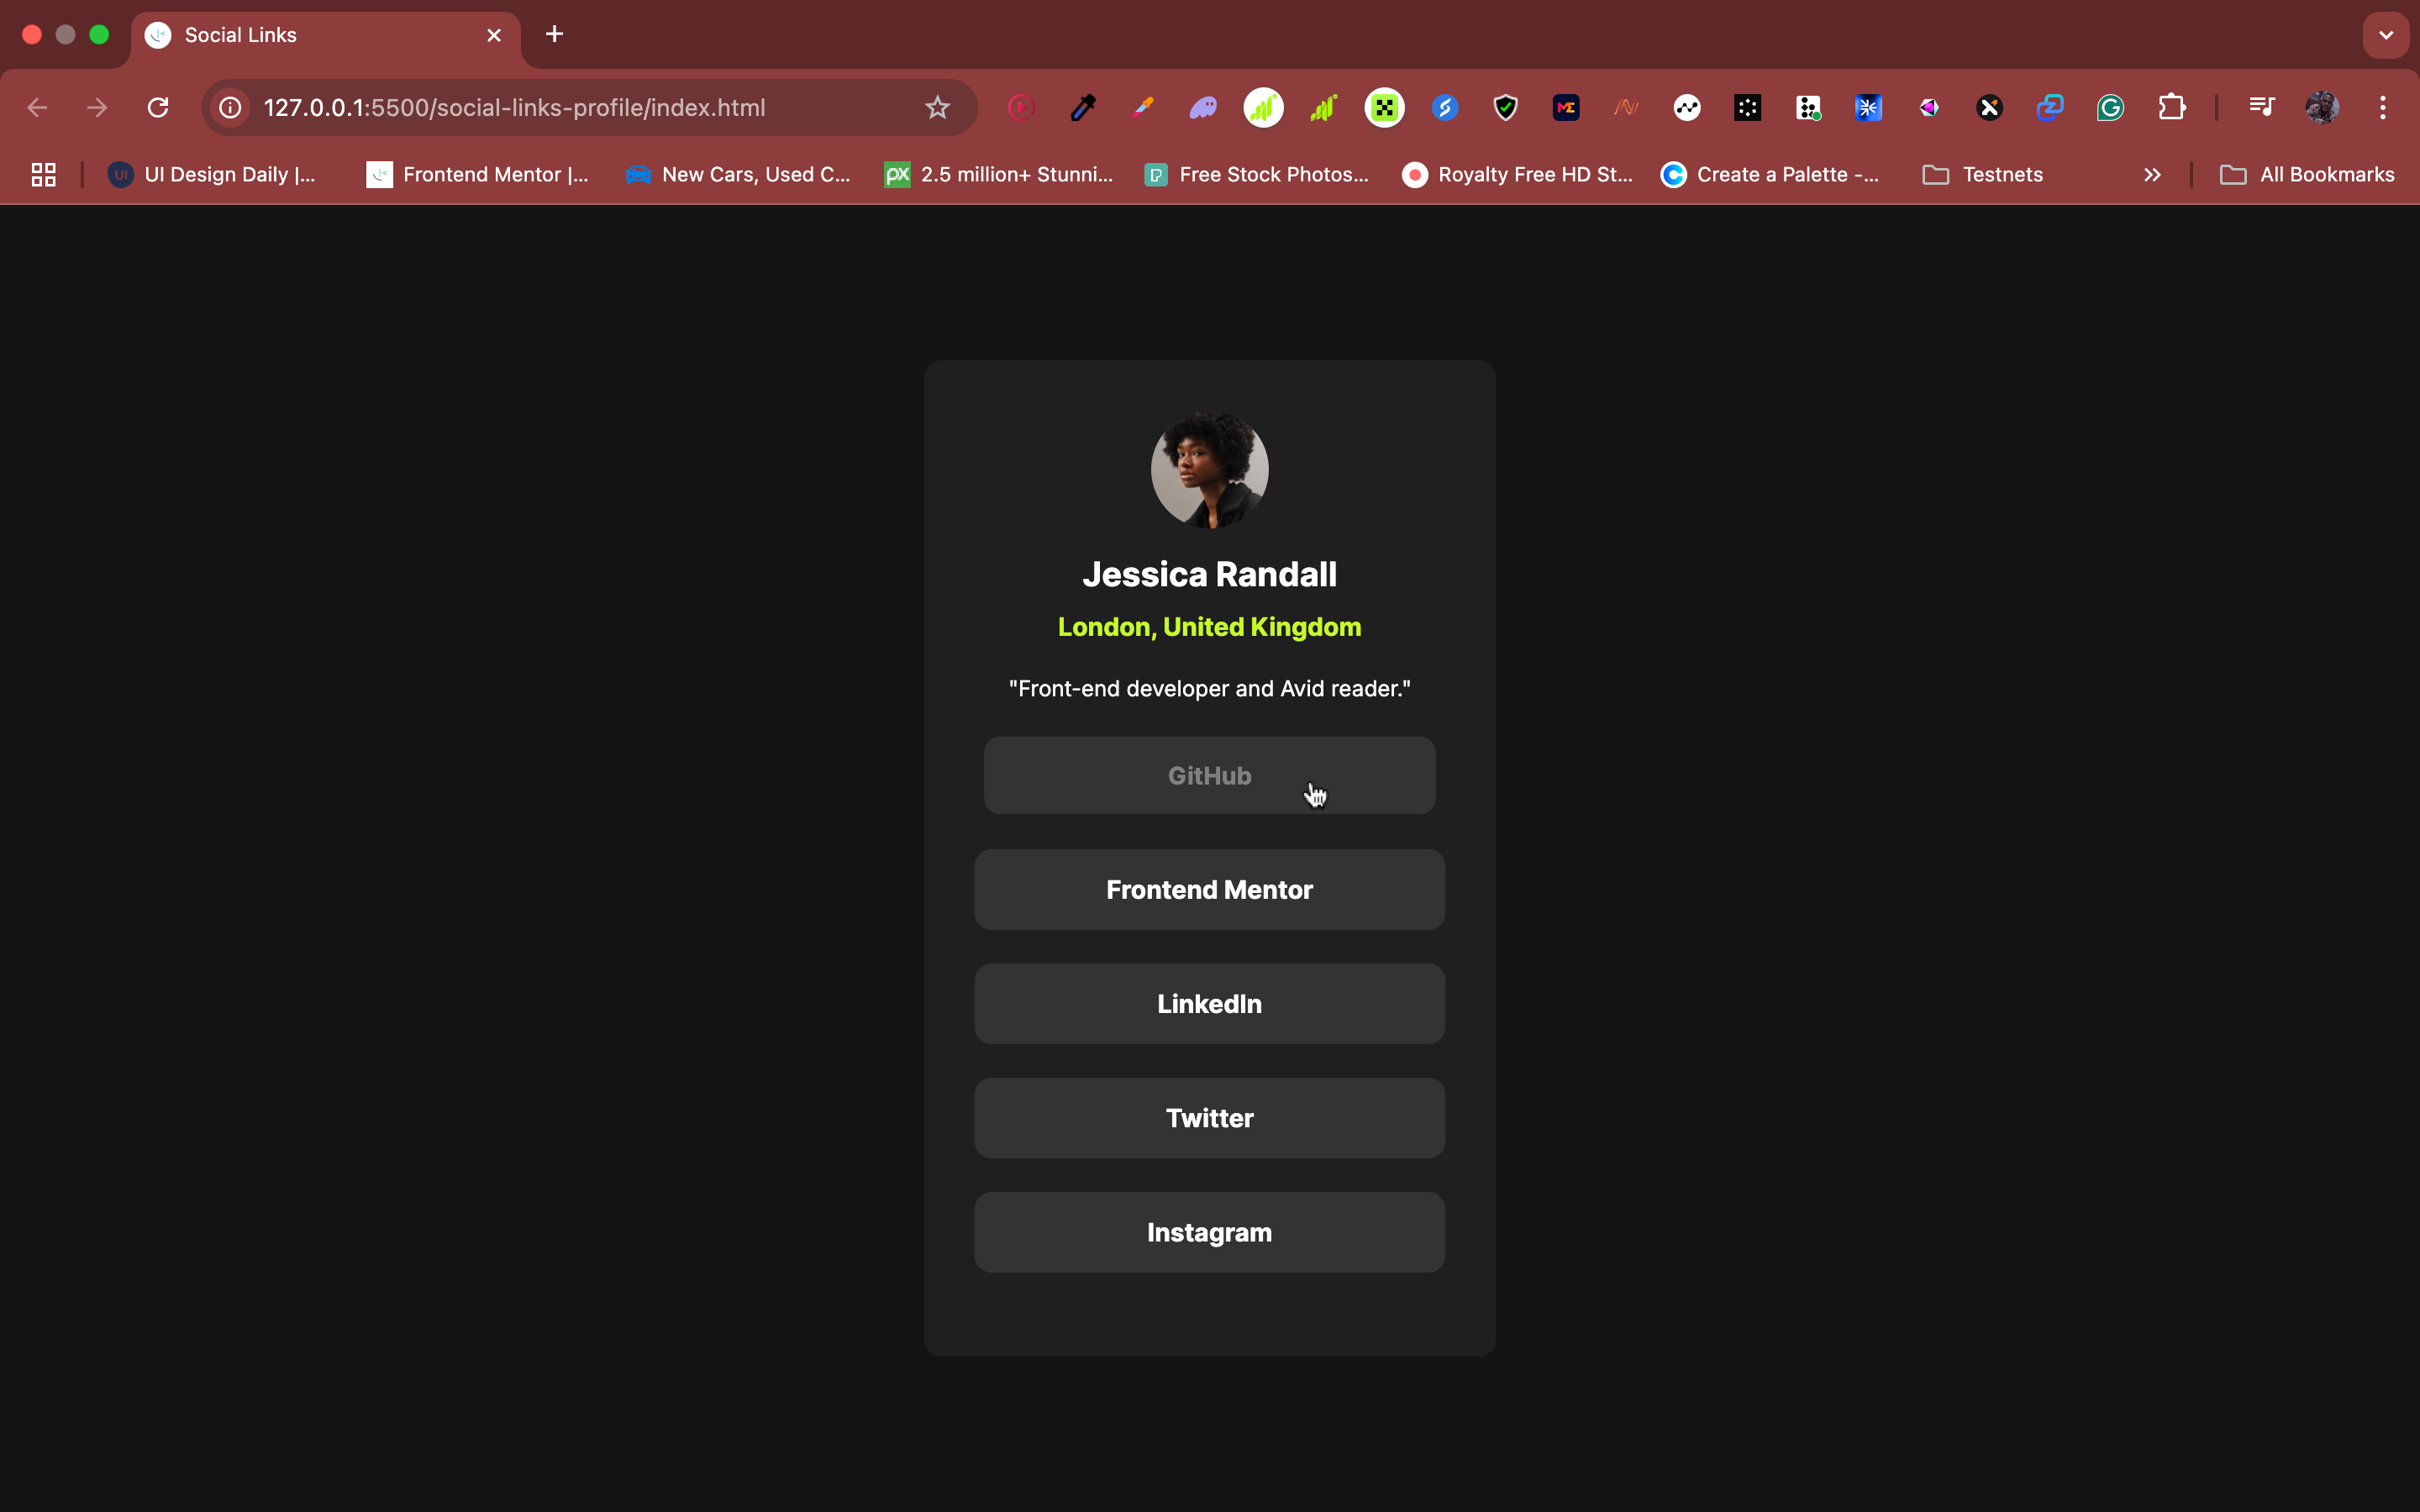 Social Links
127.0.0.1:5500/social-links-profile/index.html
UI Design Daily |...
Frontend Mentor |...
New Cars, Used C...
2.5 million+ Stunni...
Free Stock Photos...
Royalty Free HD St...
Create a Palette -...
Testnets
All Bookmarks
Jessica Randall
London, United Kingdom
"Front-end developer and Avid reader."
GitHub
Frontend Mentor
LinkedIn
Twitter
Instagram